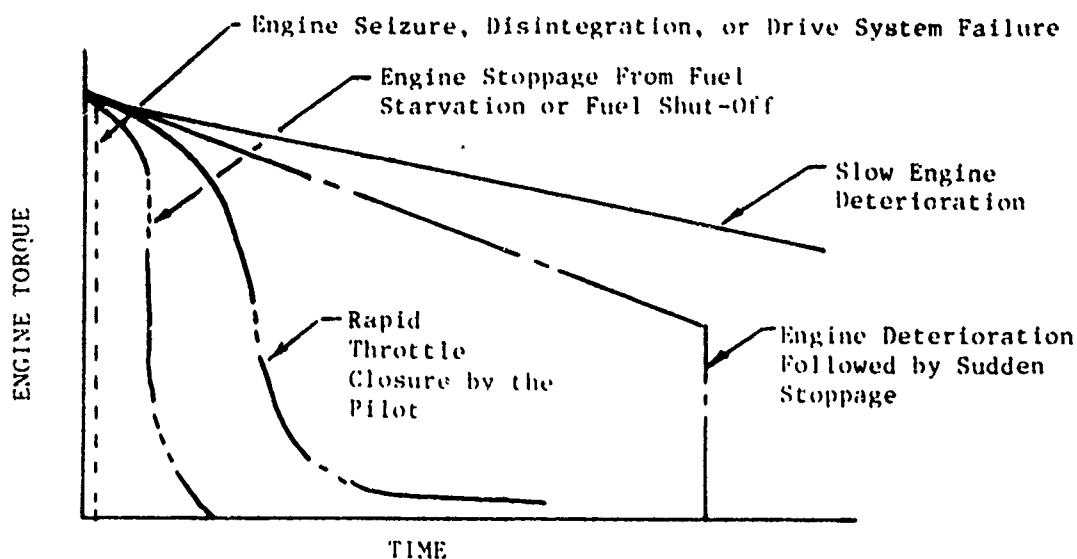 Engine Seizure, Disintegration, or Drive System Failure
Engine Stoppage From Fuel
Starvation or Fuel Shut-Off
Slow Engine
Deterioration
ENGINE TORQUE
Rapid
Throttle
Closure by the
Pilot
Engine Deterioration
Followed by Sudden
Stoppage
TIME